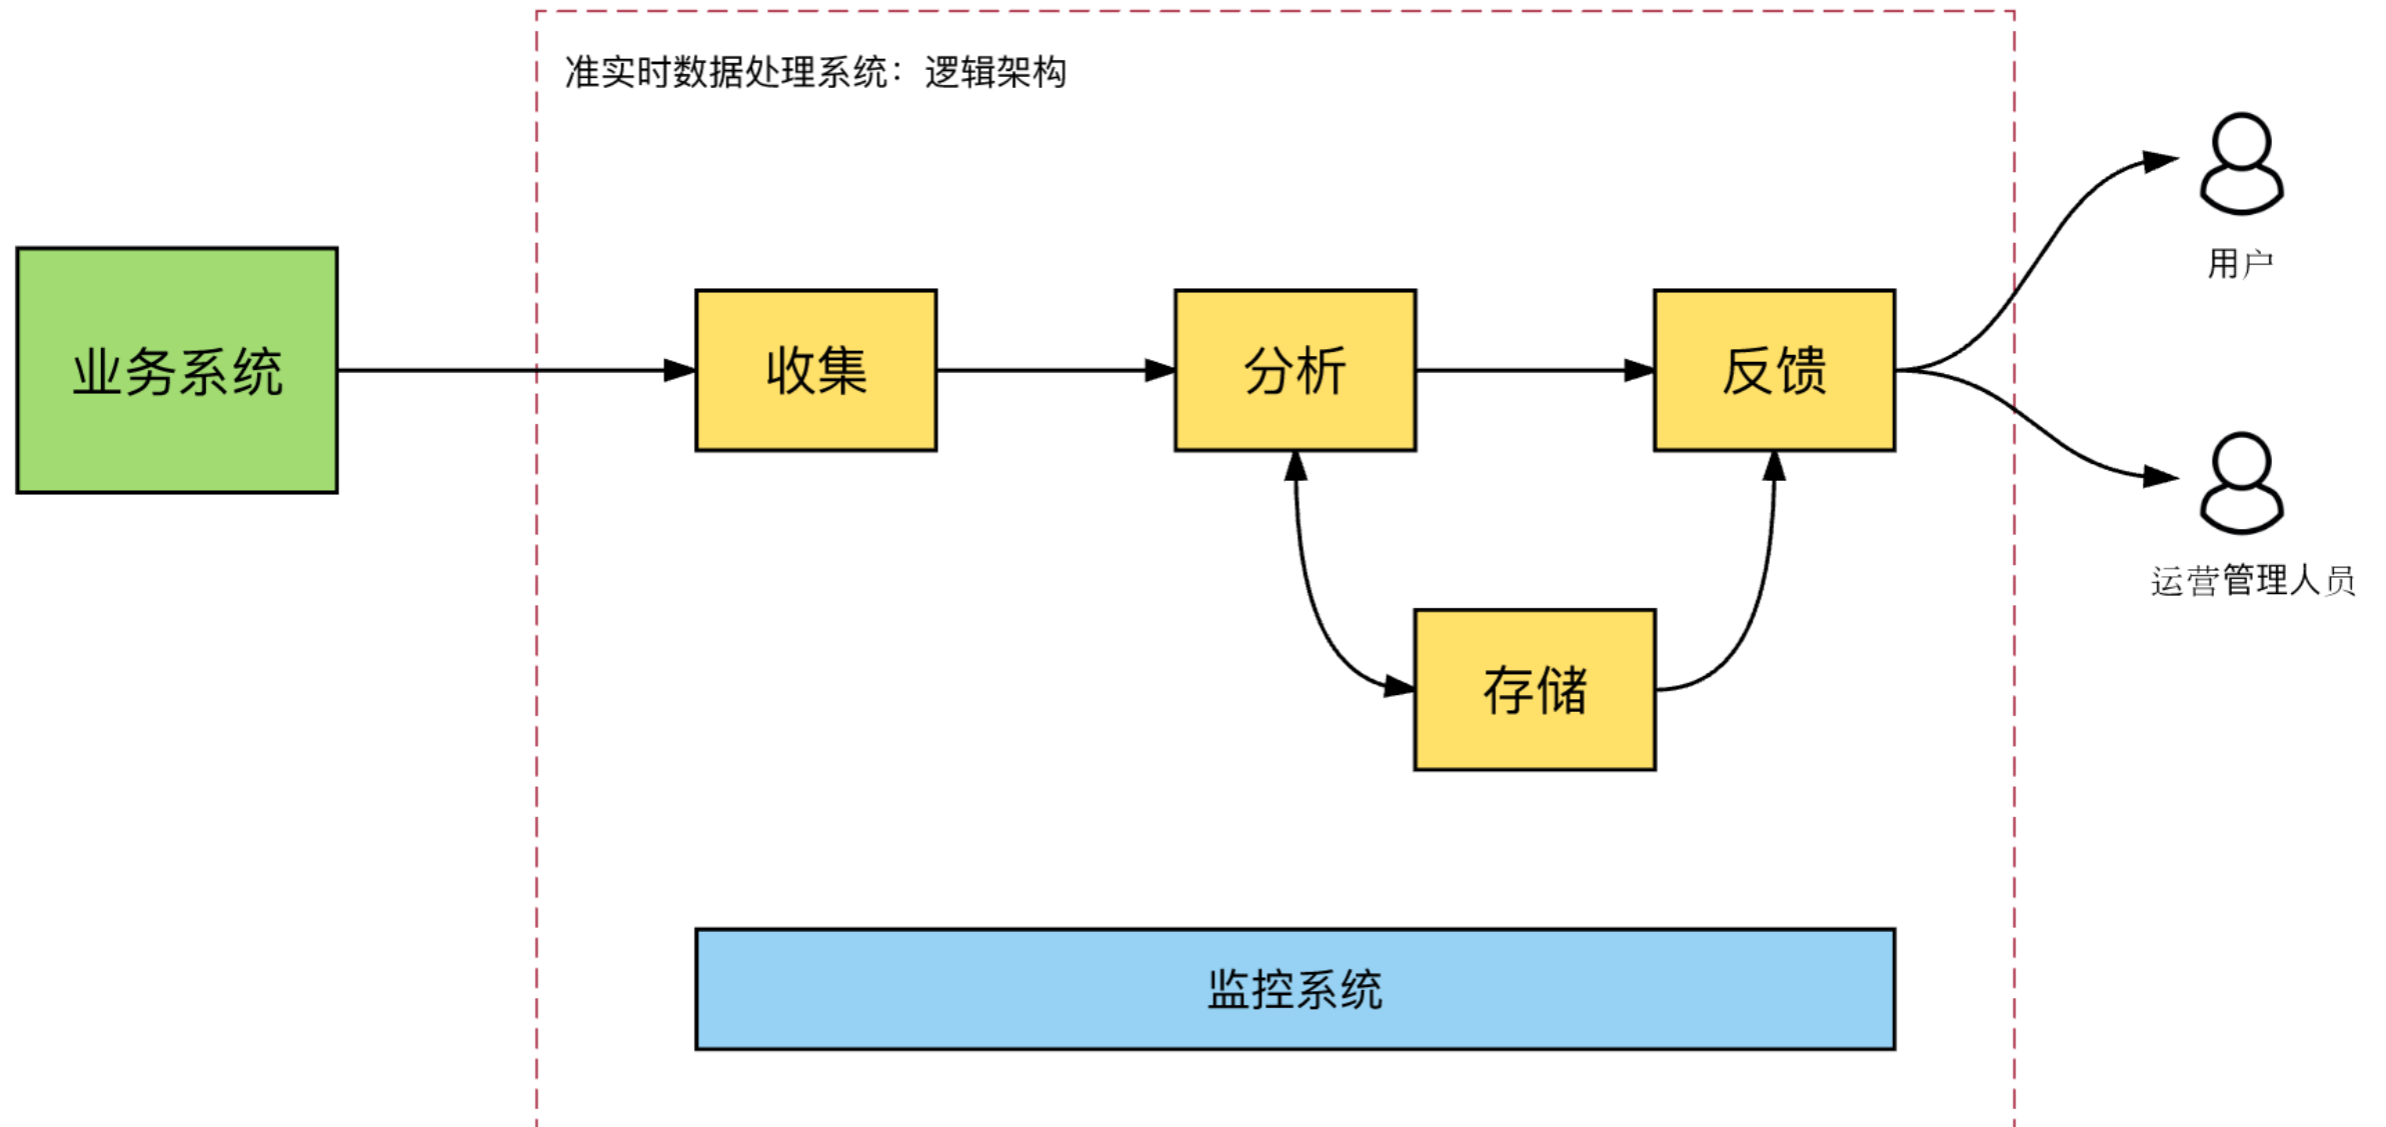 准实时数据处理系统：逻辑架构
用户
业务系统
收集
分析
反馈
运营管理人员
存储
监控系统